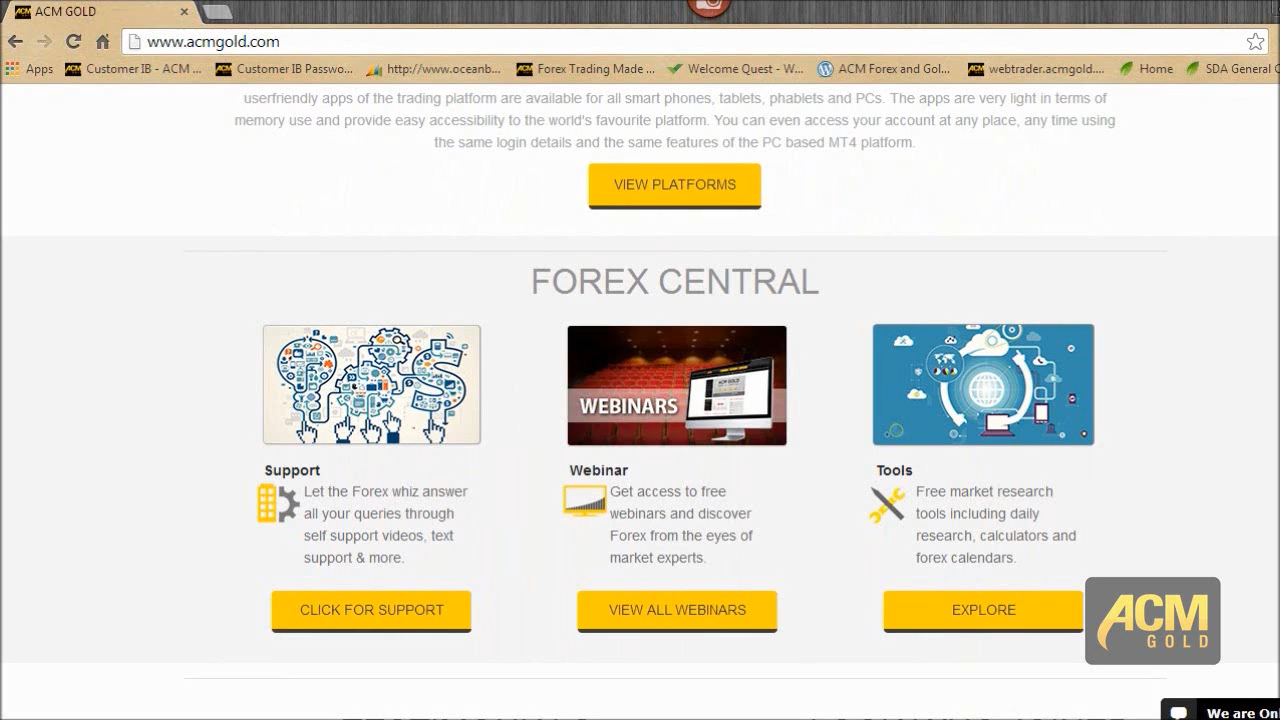 ACM GOLD
www.acmgold.com
Apps
Customer IB - ACM ...
Customer IB Passwo...
http://www.oceanb...
Forex Trading Made ...
Welcome Quest - W...
ACM Forex and Gol...
webtrader.acmgold....
Home
SDA General C
userfriendly apps of the trading platform are available for all smart phones, tablets, phablets and PCs. The apps are very light in terms of
memory use and provide easy accessibility to the world's favourite platform. You can even access your account at any place, any time using
the same login details and the same features of the PC based MT4 platform.
VIEW PLATFORMS
FOREX CENTRAL
WEBINARS
Support
Let the Forex whiz answer
all your queries through
self support videos, text
support & more.
CLICK FOR SUPPORT
Webinar
Get access to free
webinars and discover
Forex from the eyes of
market experts.
VIEW ALL WEBINARS
Tools
Free market research
tools including daily
research, calculators and
forex calendars.
EXPLORE
ACM
GOLD
We are On